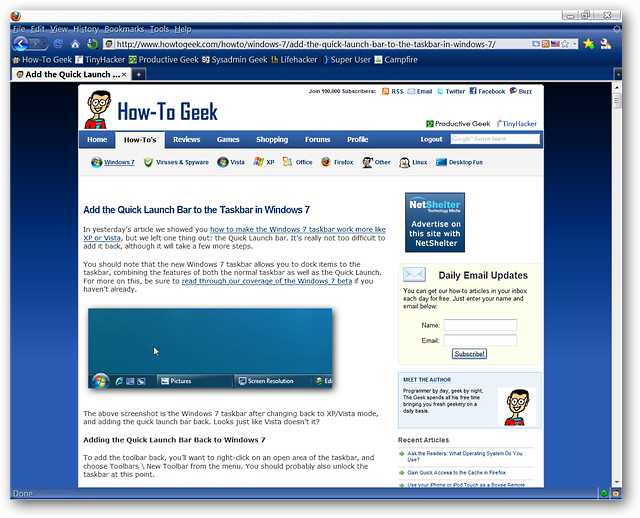 File Edit View History Bookmarks Tools Help
http://www.howtogeek.com/howto/windows-7/add-the-quick-launch-bar-to-the-taskbar-in-windows-7/
How-To Geek TinyHacker Productive Geek Sysadmin Geek Lifehacker Super User Campfire
Add the Quick Launch ...
Join 100,000 Subscribers: RSS Email Twitter Facebook Buzz
How-To Geek
Productive Geek TinyHacker
Home How-To's Reviews Games Shopping Forums Profile Logout
Windows 7 Viruses & Spyware Vista XP Office Firefox Other Linux Desktop Fun
Add the Quick Launch Bar to the Taskbar in Windows 7
In yesterday's article we showed you how to make the Windows 7 taskbar work more like
XP or Vista, but we left one thing out: the Quick Launch bar. It's really not too difficult to
add it back, although it will take a few more steps.
You should note that the new Windows 7 taskbar allows you to dock items to the
taskbar, combining the features of both the normal taskbar as well as the Quick Launch.
For more on this, be sure to read through our coverage of the Windows 7 beta if you
haven't already.
Pictures Screen Resolution Edi
The above screenshot is the Windows 7 taskbar after changing back to XP/Vista mode,
and adding the quick launch bar back. Looks just like Vista doesn't it?
Adding the Quick Launch Bar Back to Windows 7
To add the toolbar back, you'll want to right-click on an open area of the taskbar, and
choose Toolbars \ New Toolbar from the menu. You should probably also unlock the
taskbar at this point.
NetShelter
Technology Media
Advertise on
this site with
NetShelter
Daily Email Updates
You can get our how-to articles in your inbox
each day for free. Just enter your name and
email below:
Name:
Email:
Subscribe!
MEET THE AUTHOR
Programmer by day, geek by night,
The Geek spends all his free time
bringing you fresh geekery on a
daily basis.
Recent Articles
Ask the Readers: What Operating System Do You
Use?
Gain Quick Access to the Cache in Firefox
Use your iPhone or iPod Touch as a Boxee Remote
Done